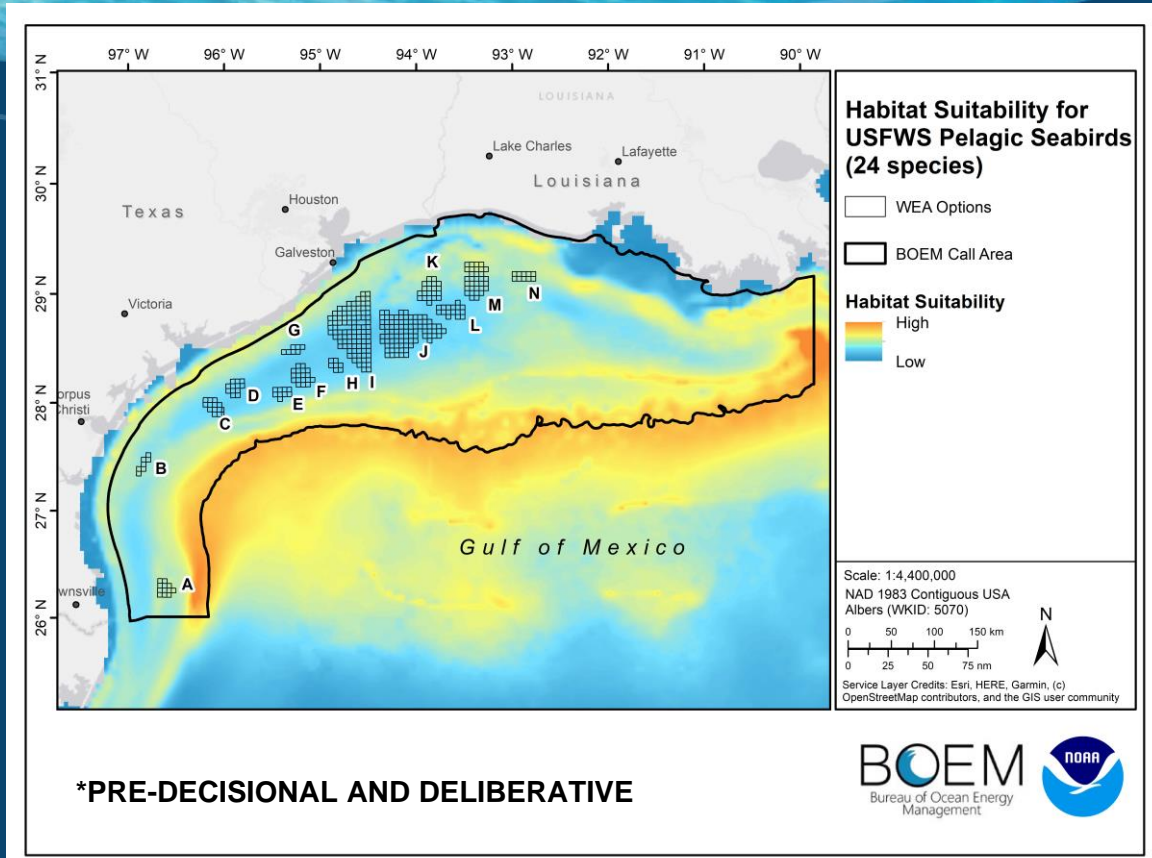 97° W 96° W 95° W 94° W 93° W 92° W 91° W 90° W
31° N
30° N
29° N
28° N
27° N
26° N
LOUISIANA
Lake Charles
Lafayette
Louisiana
Texas
Houston
Galveston
Victoria
orpus
Christi
wnsville
K
M
N
G
L
J
H I
F
D
E
C
B
A
Gulf of Mexico
Habitat Suitability for
USFWS Pelagic Seabirds
(24 species)
WEA Options
BOEM Call Area
Habitat Suitability
High
Low
Scale: 1:4,400,000
NAD 1983 Contiguous USA
Albers (WKID: 5070)
N
0 50 100 150 km
0 25 50 75 nm
Service Layer Credits: Esri, HERE, Garmin, (c)
OpenStreetMap contributors, and the GIS user community
*PRE-DECISIONAL AND DELIBERATIVE
BOEM
Bureau of Ocean Energy
Management
NOAA